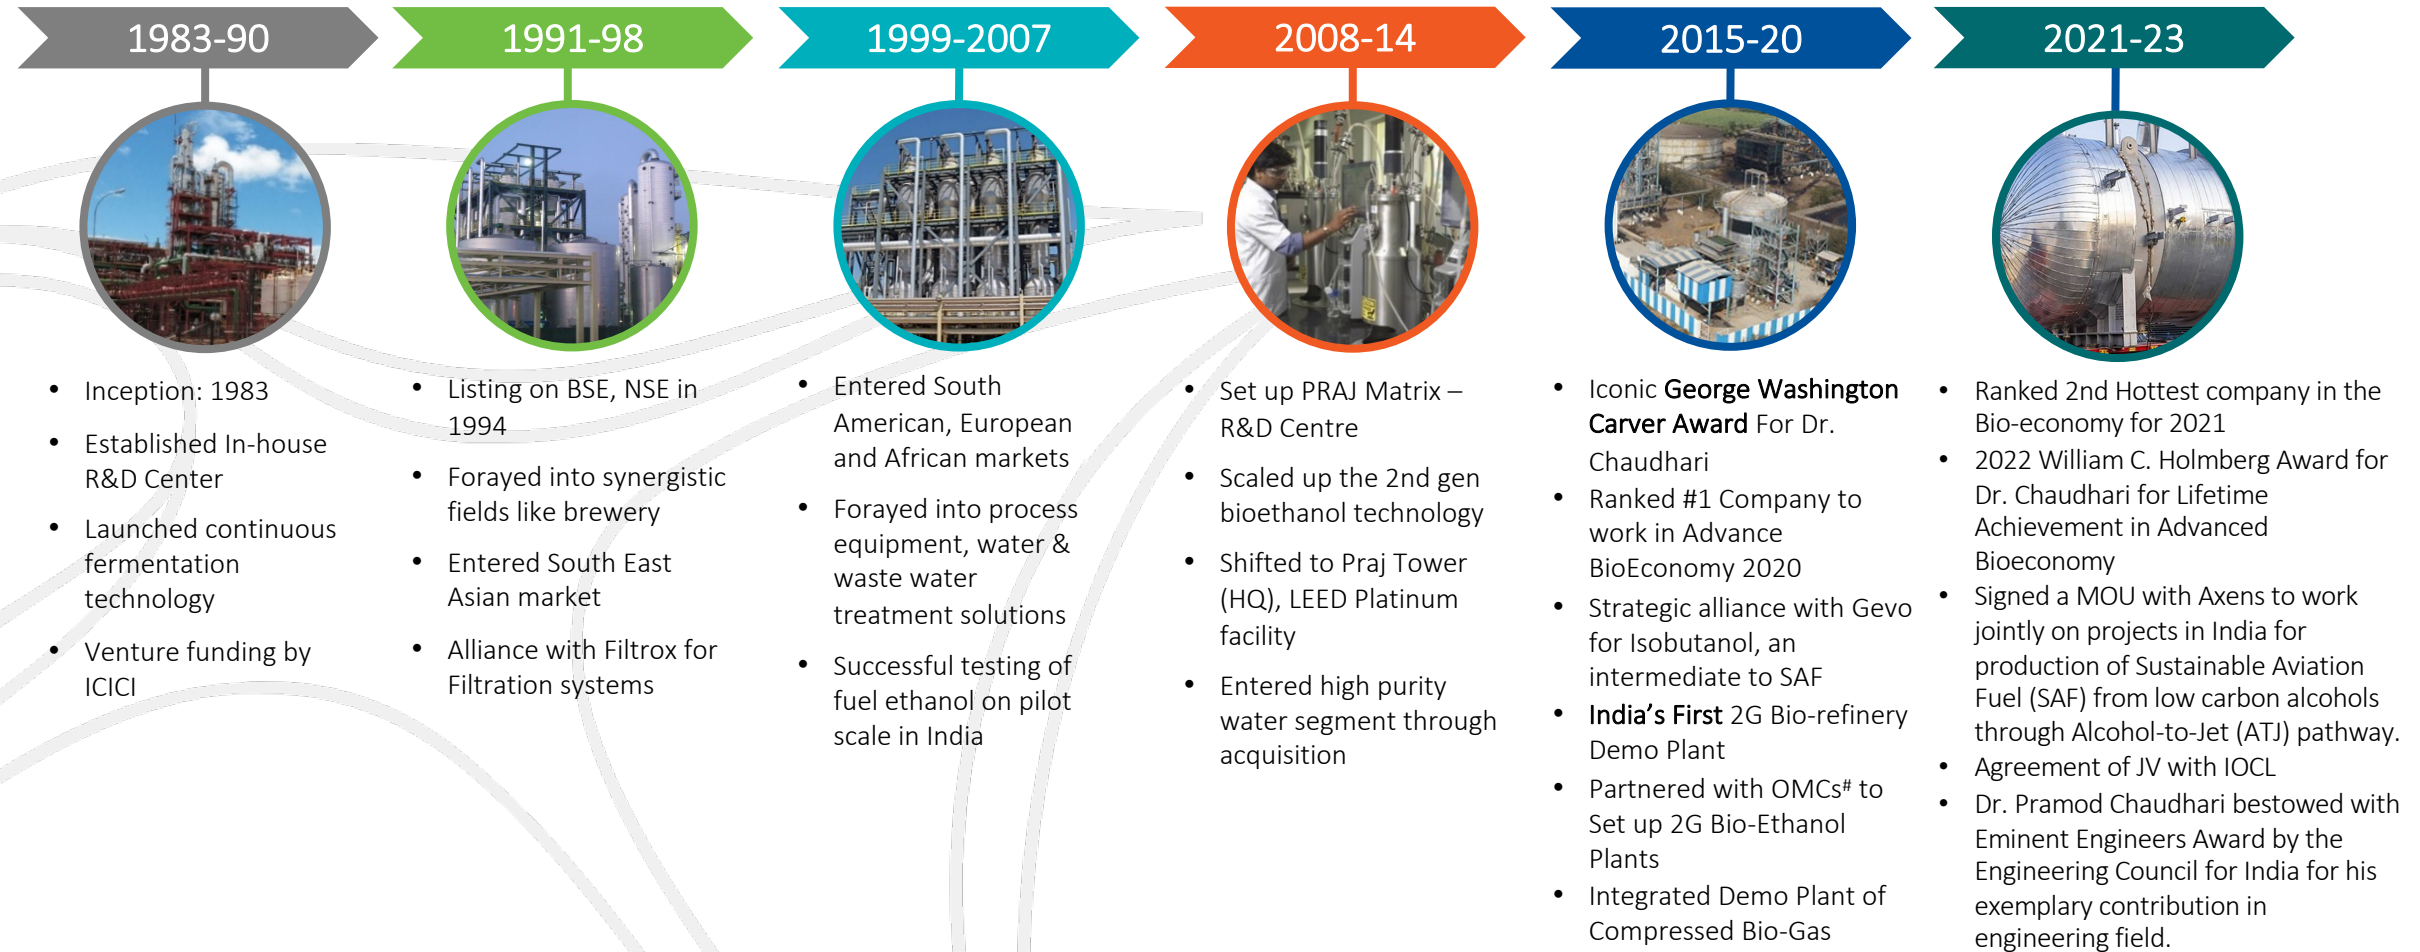 1983-90
• Inception: 1983
• Established In-house
R&D Center
• Launched continuous
fermentation
technology
• Venture funding by
ICICI
1991-98
• Listing on BSE, NSE in
1994
• Forayed into synergistic
fields like brewery
• Entered South East
Asian market
• Alliance with Filtrox for
Filtration systems
1999-2007
• Entered South
American, European
and African markets
• Forayed into process
equipment, water &
waste water
treatment solutions
• Successful testing of
fuel ethanol on pilot
scale in India
2008-14
• Set up PRAJ Matrix –
R&D Centre
• Scaled up the 2nd gen
bioethanol technology
• Shifted to Praj Tower
(HQ), LEED Platinum
facility
• Entered high purity
water segment through
acquisition
2015-20
• Iconic George Washington
Carver Award For Dr.
Chaudhari
• Ranked #1 Company to
work in Advance
BioEconomy 2020
• Strategic alliance with Gevo
for Isobutanol, an
intermediate to SAF
• India’s First 2G Bio-refinery
Demo Plant
• Partnered with OMCs# to
Set up 2G Bio-Ethanol
Plants
• Integrated Demo Plant of
Compressed Bio-Gas
2021-23
• Ranked 2nd Hottest company in the
Bio-economy for 2021
• 2022 William C. Holmberg Award for
Dr. Chaudhari for Lifetime
Achievement in Advanced
Bioeconomy
• Signed a MOU with Axens to work
jointly on projects in India for
production of Sustainable Aviation
Fuel (SAF) from low carbon alcohols
through Alcohol-to-Jet (ATJ) pathway.
• Agreement of JV with IOCL
• Dr. Pramod Chaudhari bestowed with
Eminent Engineers Award by the
Engineering Council for India for his
exemplary contribution in
engineering field.